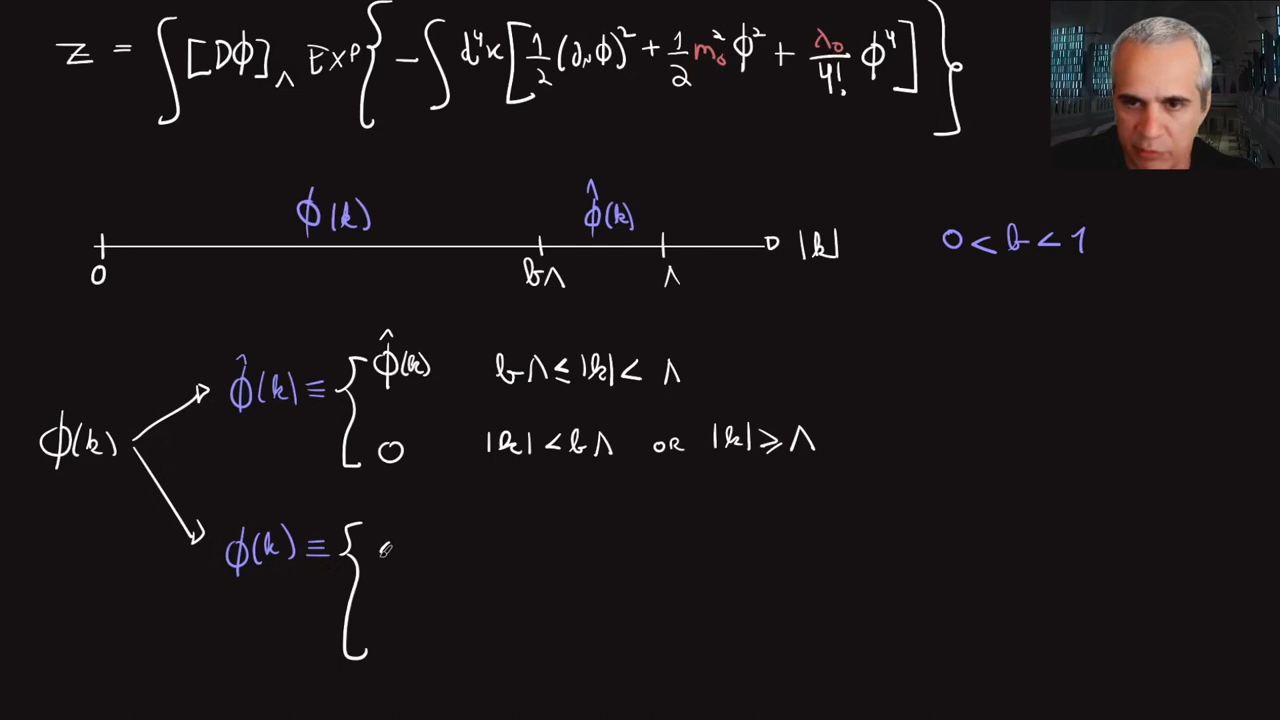 Z = ∫ [Dϕ]_Λ EXP{ - ∫ d⁴x [ 1/2 (∂_μ ϕ)² + 1/2 m₀² ϕ² + λ₀/4! ϕ⁴ ] }
ϕ(k) ϕ̂(k)
0 bΛ Λ |k| 0 < b < 1
ϕ̂(k) ≡ { ϕ̂(k) bΛ ≤ |k| < Λ
0 |k| < bΛ OR |k| ⩾ Λ
ϕ(k)
ϕ(k) ≡ {